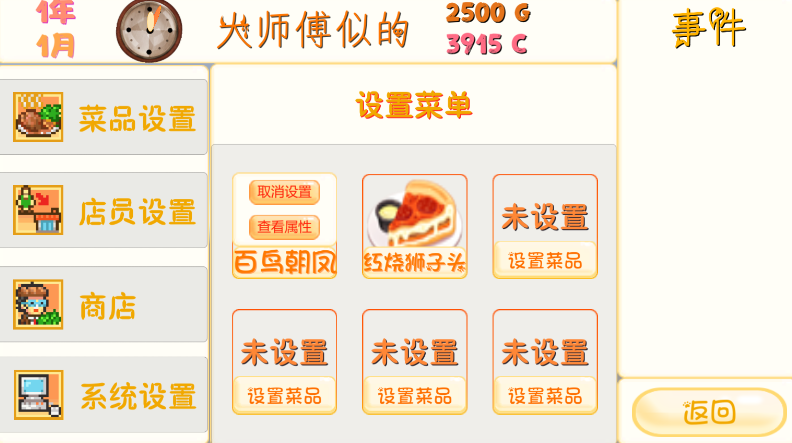 1年
1月
火师傅似的
2500 G
3915 C
事件
菜品设置
店员设置
商店
系统设置
设置菜单
取消设置
查看属性
百鸟朝凤
红烧狮子头
未设置
设置菜品
未设置
设置菜品
未设置
设置菜品
未设置
设置菜品
返回